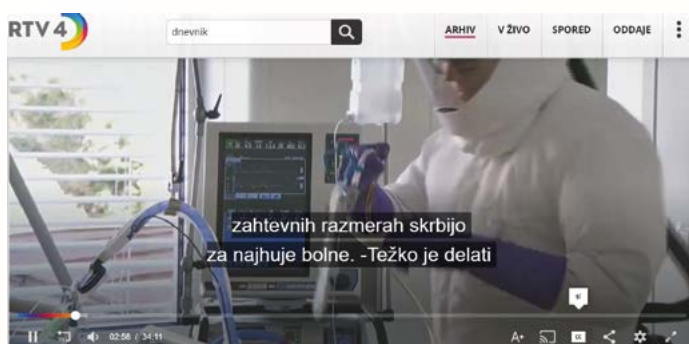 RTV 4
dnevnik
ARHIV
V ŽIVO
SPORED
ODDAJE
zahtevnih razmerah skrbijo
za najhuje bolne. -Težko je delati
02:56 / 34:11
A+